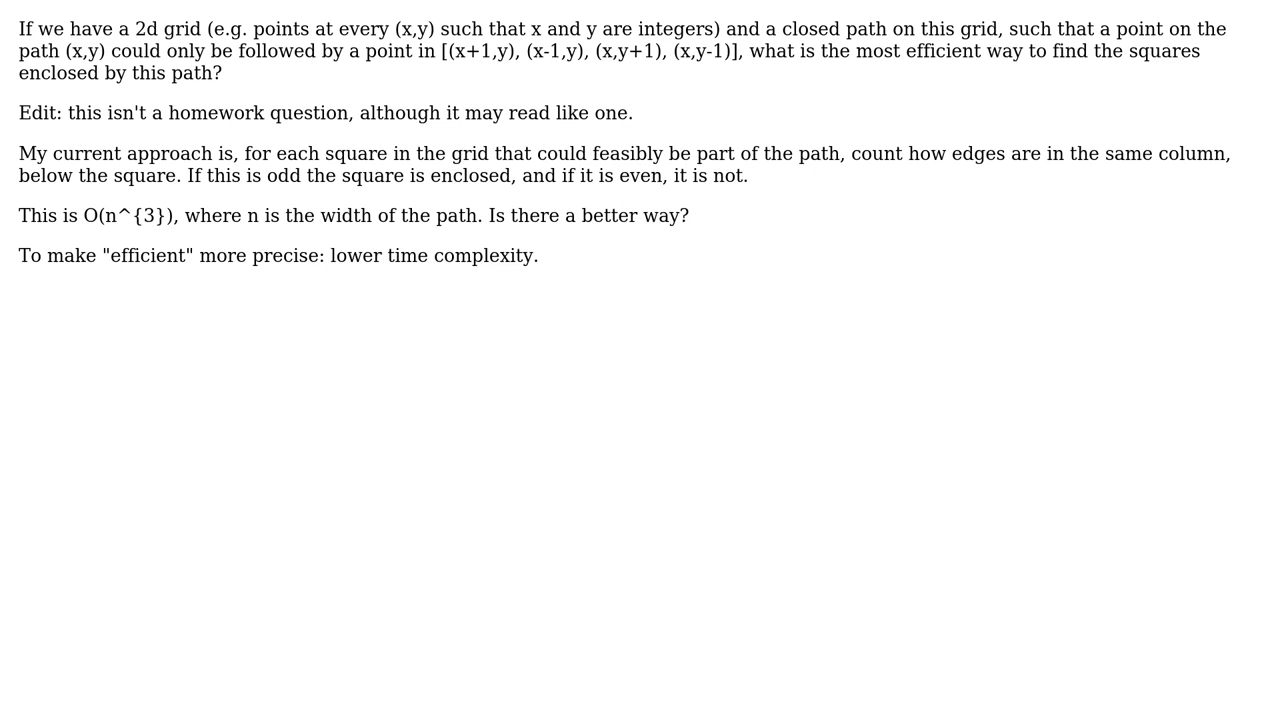 If we have a 2d grid (e.g. points at every (x,y) such that x and y are integers) and a closed path on this grid, such that a point on the
path (x,y) could only be followed by a point in [(x+1,y), (x-1,y), (x,y+1), (x,y-1)], what is the most efficient way to find the squares
enclosed by this path?
Edit: this isn't a homework question, although it may read like one.
My current approach is, for each square in the grid that could feasibly be part of the path, count how edges are in the same column,
below the square. If this is odd the square is enclosed, and if it is even, it is not.
This is O(n^{3}), where n is the width of the path. Is there a better way?
To make "efficient" more precise: lower time complexity.